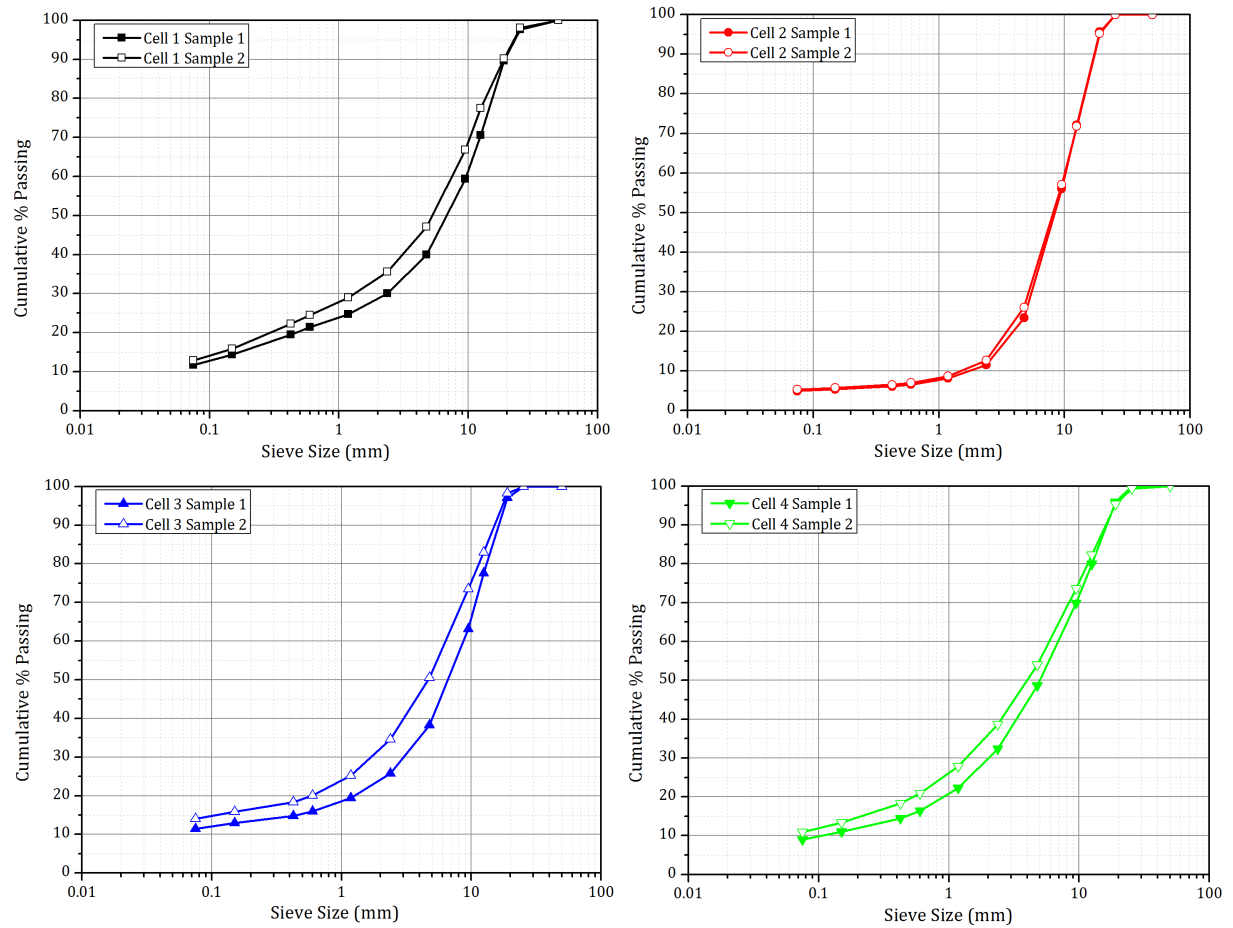 Cell 1 Sample 1
Cell 1 Sample 2
Cumulative % Passing
100
90
80
70
60
50
40
30
20
10
0
0.01 0.1 1 10 100
Sieve Size (mm)
Cell 2 Sample 1
Cell 2 Sample 2
Cumulative % Passing
100
90
80
70
60
50
40
30
20
10
0
0.01 0.1 1 10 100
Sieve Size (mm)
Cell 3 Sample 1
Cell 3 Sample 2
Cumulative % Passing
100
90
80
70
60
50
40
30
20
10
0
0.01 0.1 1 10 100
Sieve Size (mm)
Cell 4 Sample 1
Cell 4 Sample 2
Cumulative % Passing
100
90
80
70
60
50
40
30
20
10
0
0.01 0.1 1 10 100
Sieve Size (mm)